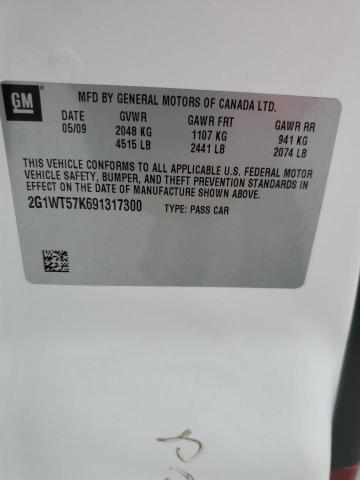 GM
MFD BY GENERAL MOTORS OF CANADA LTD.
DATE GVWR GAWR FRT GAWR RR
05/09 2048 KG 1107 KG 941 KG
4515 LB 2441 LB 2074 LB
THIS VEHICLE CONFORMS TO ALL APPLICABLE U.S. FEDERAL MOTOR
VEHICLE SAFETY, BUMPER, AND THEFT PREVENTION STANDARDS IN
EFFECT ON THE DATE OF MANUFACTURE SHOWN ABOVE.
2G1WT57K691317300 TYPE: PASS CAR